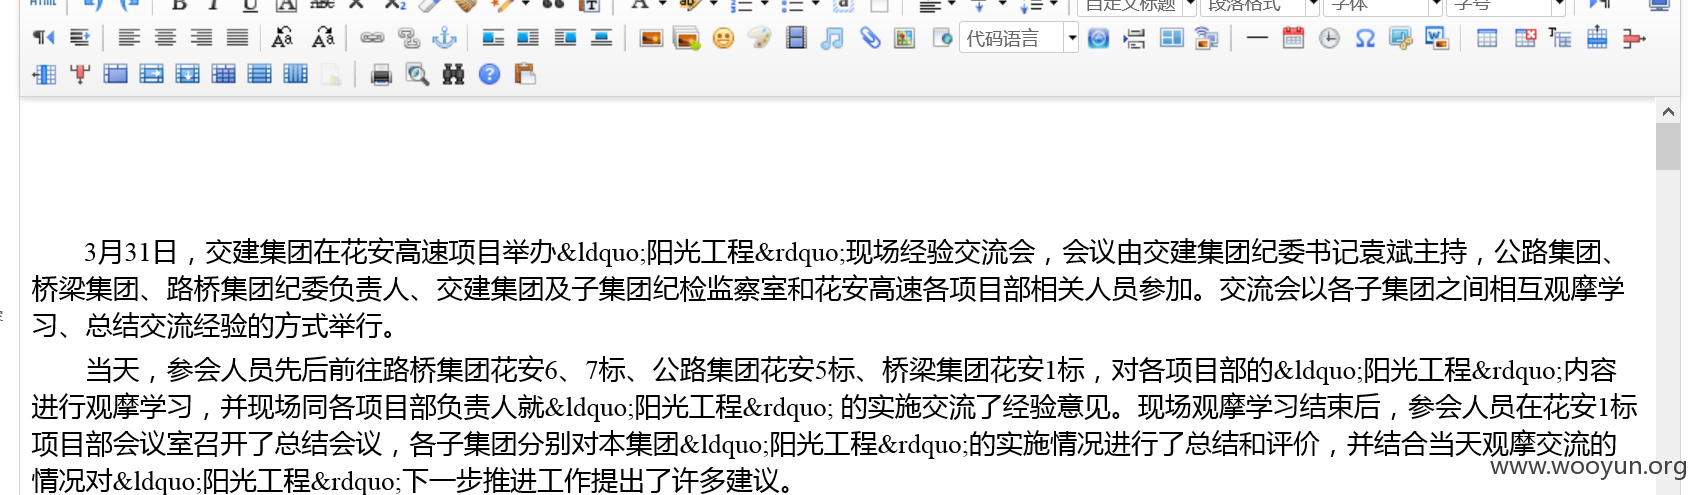 HTML B I U A ABC X X₂ T A ab a 自定义标题 段落格式 字体 字号
代码语言
3月31日，交建集团在花安高速项目举办&ldquo;阳光工程&rdquo;现场经验交流会，会议由交建集团纪委书记袁斌主持，公路集团、
桥梁集团、路桥集团纪委负责人、交建集团及子集团纪检监察室和花安高速各项目部相关人员参加。交流会以各子集团之间相互观摩学
习、总结交流经验的方式举行。
当天，参会人员先后前往路桥集团花安6、7标、公路集团花安5标、桥梁集团花安1标，对各项目部的&ldquo;阳光工程&rdquo;内容
进行观摩学习，并现场同各项目部负责人就&ldquo;阳光工程&rdquo; 的实施交流了经验意见。现场观摩学习结束后，参会人员在花安1标
项目部会议室召开了总结会议，各子集团分别对本集团&ldquo;阳光工程&rdquo;的实施情况进行了总结和评价，并结合当天观摩交流的
情况对&ldquo;阳光工程&rdquo;下一步推进工作提出了许多建议。
www.wooyun.org